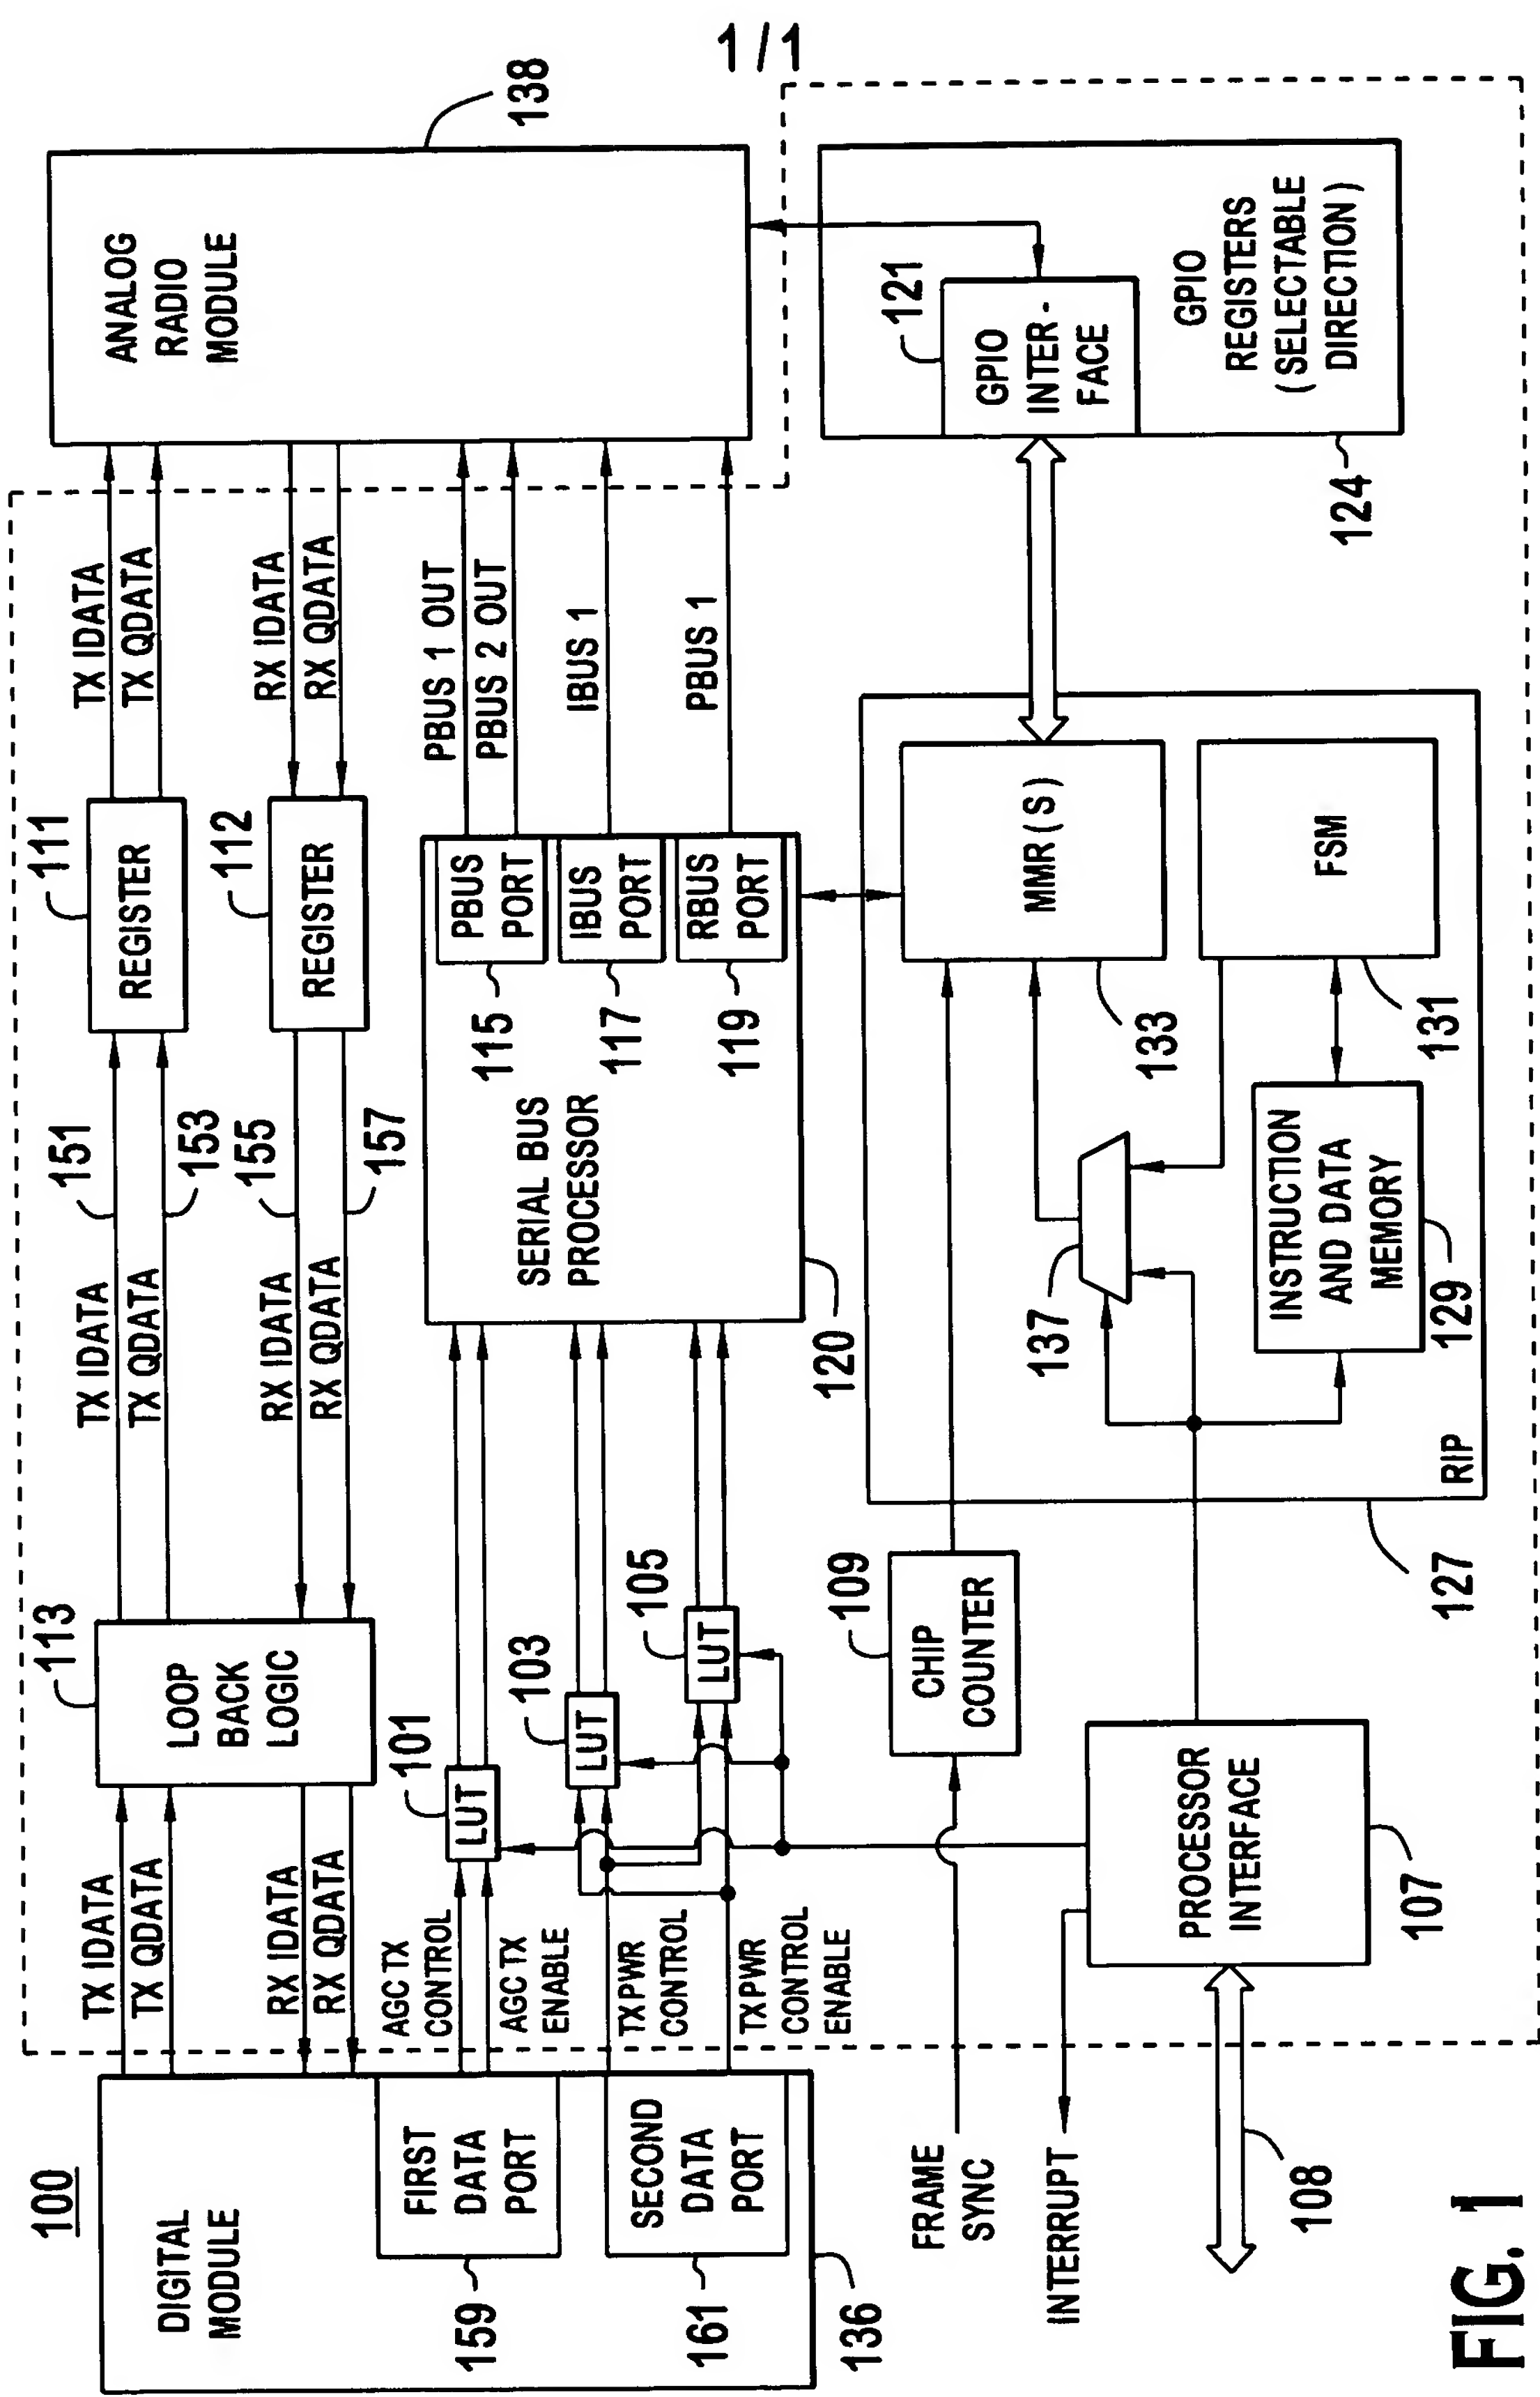 1/1
100
DIGITAL
MODULE
FIRST
DATA
PORT
159
SECOND
DATA
PORT
161
136
TX IDATA
TX QDATA
RX IDATA
RX QDATA
AGC TX
CONTROL
AGC TX
ENABLE
TX PWR
CONTROL
TX PWR
CONTROL
ENABLE
FRAME
SYNC
INTERRUPT
108
113
LOOP
BACK
LOGIC
101
LUT
103
LUT
105
LUT
109
CHIP
COUNTER
PROCESSOR
INTERFACE
107
TX IDATA
TX QDATA
151
153
RX IDATA
RX QDATA
155
157
111
REGISTER
112
REGISTER
SERIAL BUS
PROCESSOR
120
PBUS
PORT
115
IBUS
PORT
117
RBUS
PORT
119
TX IDATA
TX QDATA
RX IDATA
RX QDATA
PBUS 1 OUT
PBUS 2 OUT
IBUS 1
PBUS 1
138
ANALOG
RADIO
MODULE
RIP
127
137
INSTRUCTION
AND DATA
MEMORY
129
MMR(S)
133
FSM
131
121
GPIO
INTER-
FACE
GPIO
REGISTERS
(SELECTABLE
DIRECTION)
124
FIG. 1